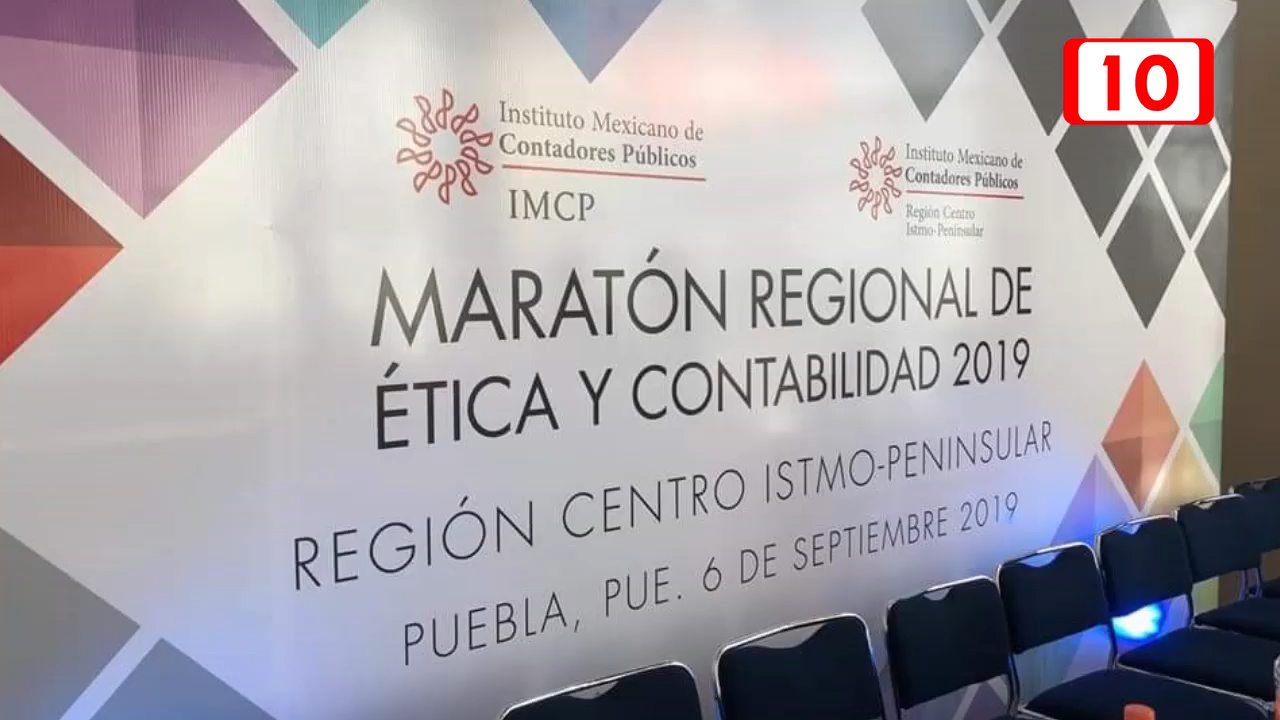 10
Instituto Mexicano de
Contadores Públicos
IMCP
Instituto Mexicano de
Contadores Públicos
Región Centro
Istmo-Peninsular
MARATÓN REGIONAL DE
ÉTICA Y CONTABILIDAD 2019
REGIÓN CENTRO ISTMO-PENINSULAR
PUEBLA, PUE. 6 DE SEPTIEMBRE 2019